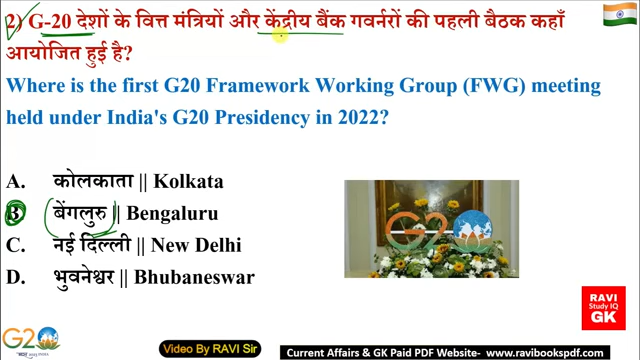 2) G-20 देशों के वित्त मंत्रियों और केंद्रीय बैंक गवर्नरों की पहली बैठक कहाँ
आयोजित हुई है?
Where is the first G20 Framework Working Group (FWG) meeting
held under India's G20 Presidency in 2022?
A. कोलकाता || Kolkata
B. बेंगलुरु || Bengaluru
C. नई दिल्ली || New Delhi
D. भुवनेश्वर || Bhubaneswar
G20
RAVI
Study IQ
GK
G20
Video By RAVI Sir
Current Affairs & GK Paid PDF Website- www.ravibookspdf.com